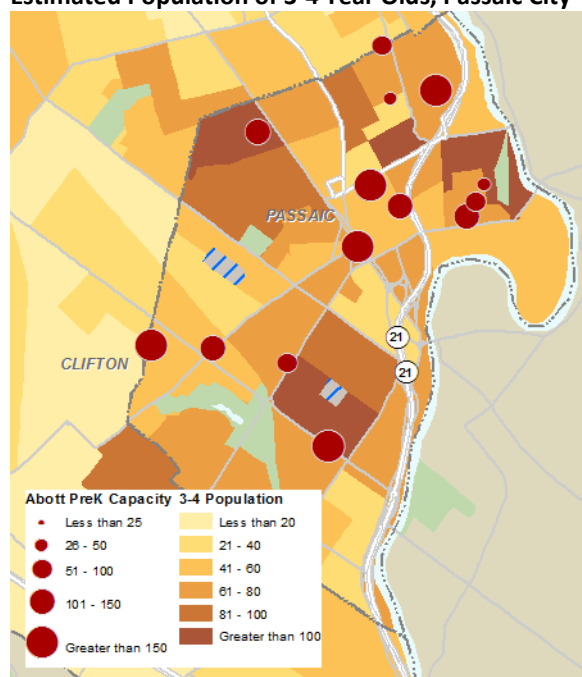 Estimated Population of 3-4 Year Olds, Passaic City
PASSAIC
21
CLIFTON
21
Abott PreK Capacity
Less than 25
26 - 50
51 - 100
101 - 150
Greater than 150
3-4 Population
Less than 20
21 - 40
41 - 60
61 - 80
81 - 100
Greater than 100